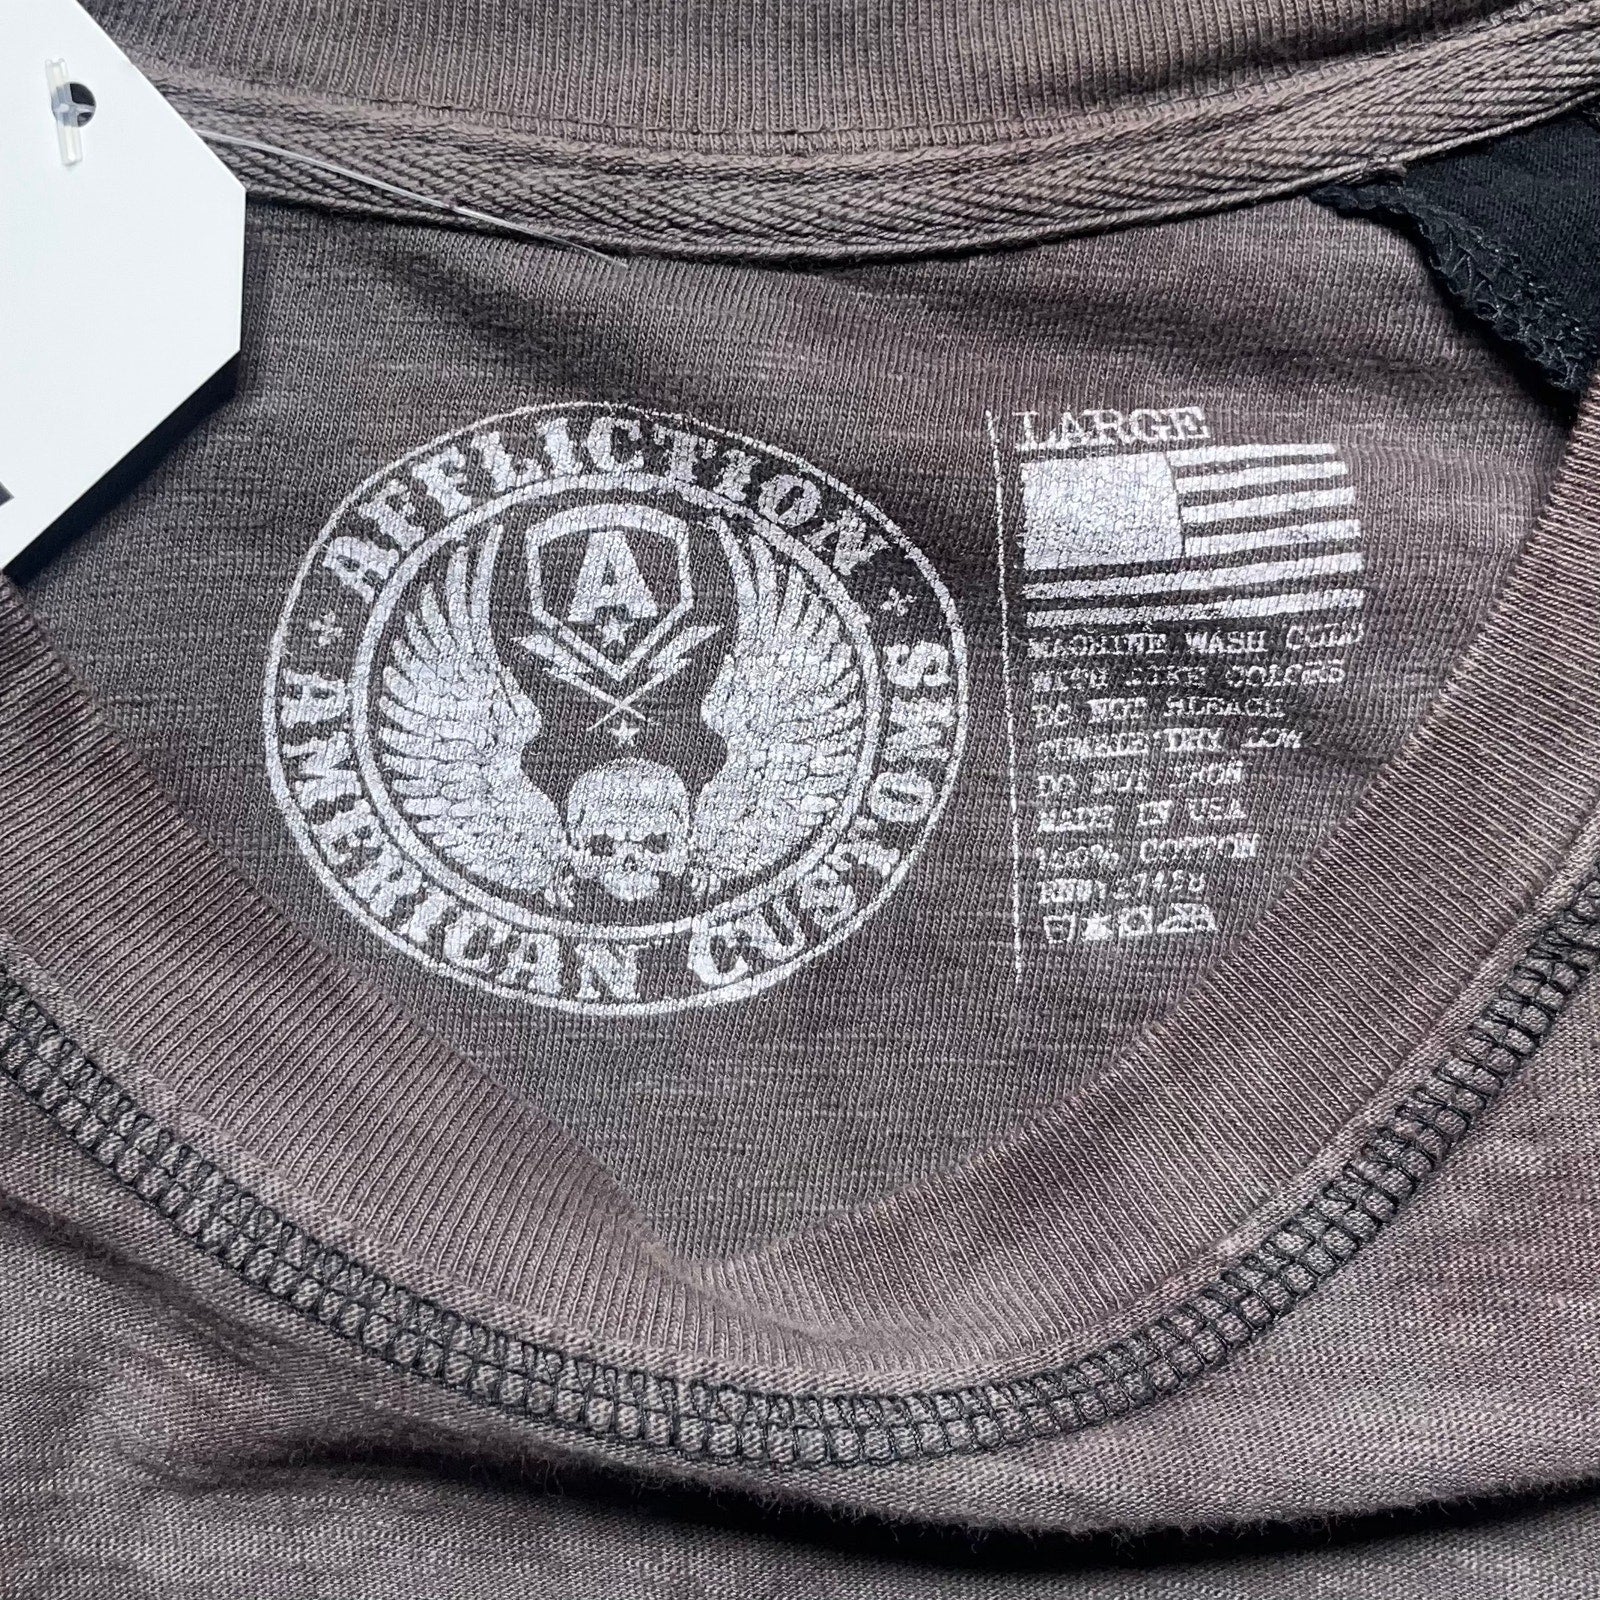 AFFLICTION
AMERICAN CUSTOMS
A
LARGE
MACHINE WASH COLD
WITH LIKE COLORS
DO NOT BLEACH
TUMBLE DRY LOW
DO NOT IRON
MADE IN USA
100% COTTON